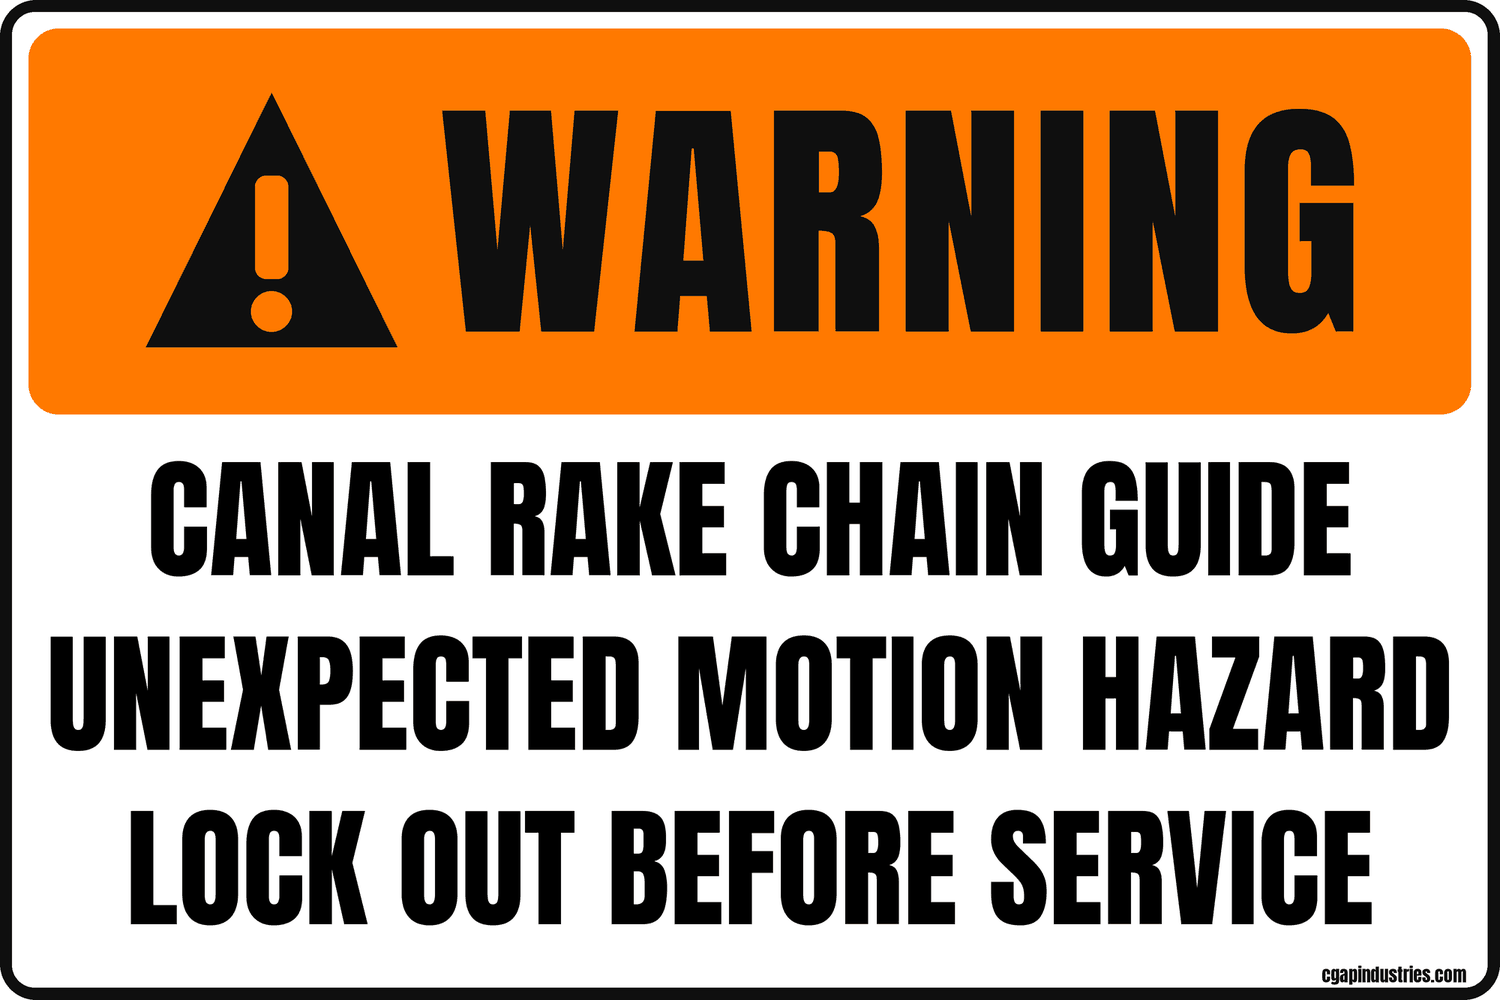 WARNING
CANAL RAKE CHAIN GUIDE
UNEXPECTED MOTION HAZARD
LOCK OUT BEFORE SERVICE
cgapindustries.com